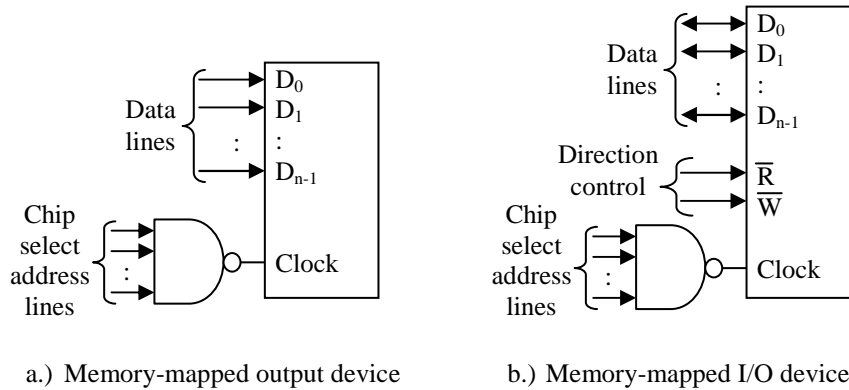 Data
lines
D₀
D₁
:
:
Dₙ₋₁
Chip
select
address
lines
:
Clock
a.) Memory-mapped output device
Data
lines
D₀
D₁
:
:
Dₙ₋₁
Direction
control
R̅
W̅
Chip
select
address
lines
:
Clock
b.) Memory-mapped I/O device